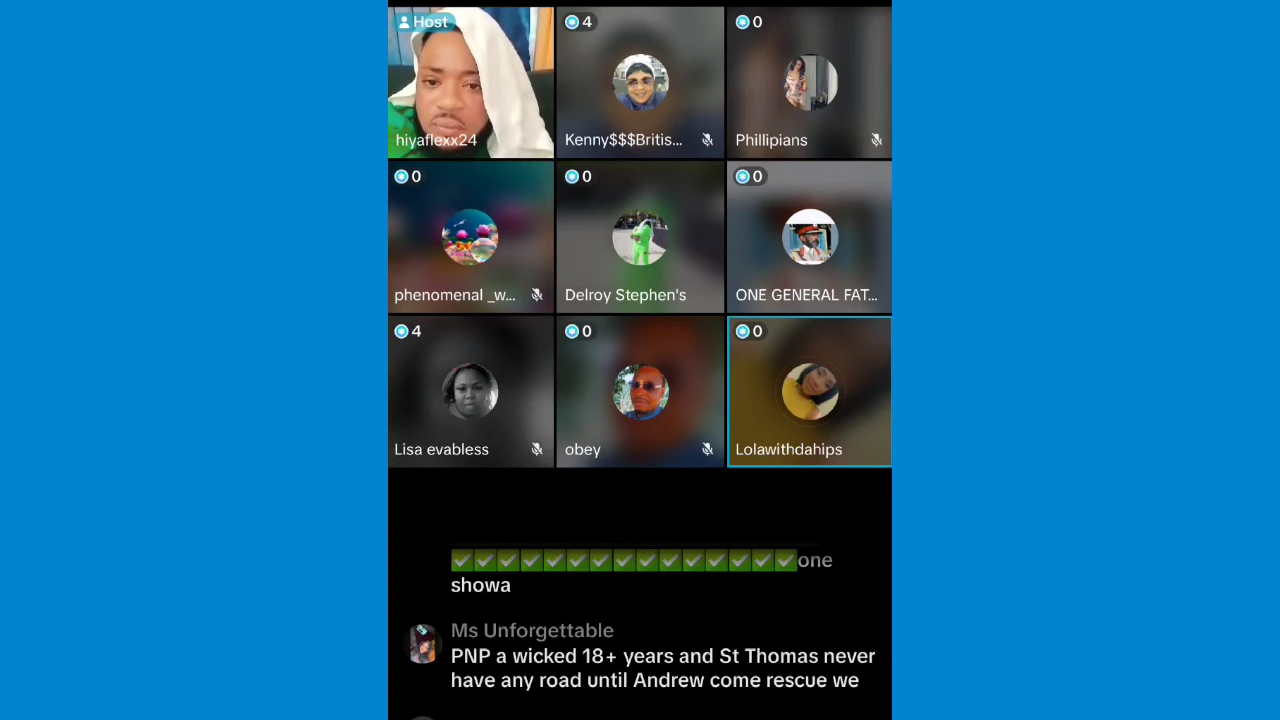 Host
4
0
hiyaflexx24
Kenny$$$Britis...
Phillipians
0
0
0
phenomenal _w...
Delroy Stephen's
ONE GENERAL FAT...
4
0
0
Lisa evabless
obey
Lolawithdahips
✅✅✅✅✅✅✅✅✅✅✅✅✅✅✅one
showa
Ms Unforgettable
PNP a wicked 18+ years and St Thomas never
have any road until Andrew come rescue we